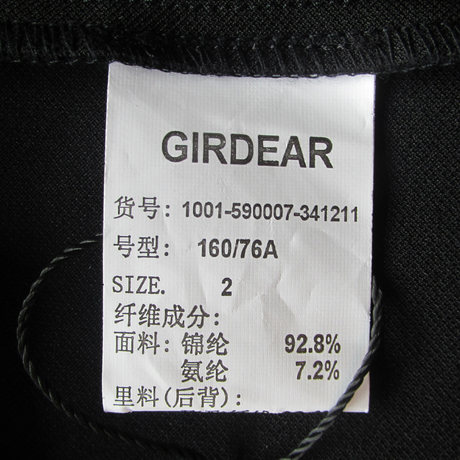 GIRDEAR
货号: 1001-590007-341211
号型: 160/76A
SIZE. 2
纤维成分:
面料: 锦纶 92.8%
氨纶 7.2%
里料(后背):